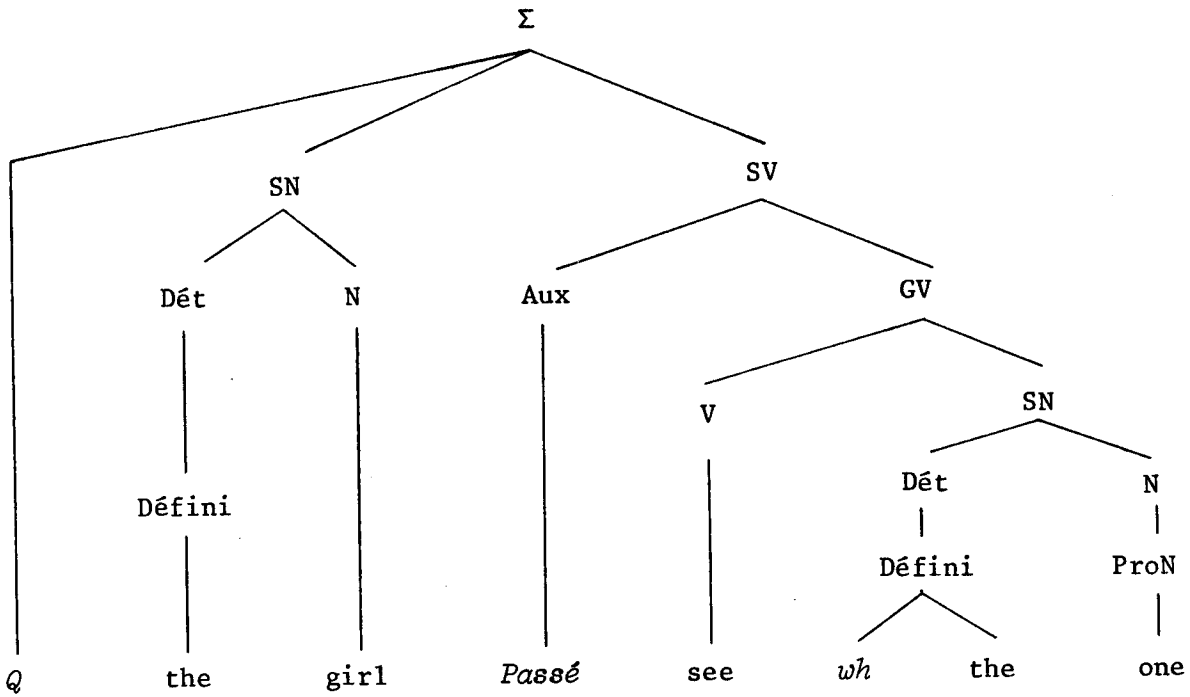 Σ
SN SV
Dét N Aux GV
V SN
Dét N
Défini
Défini ProN
Q the girl Passé see wh the one